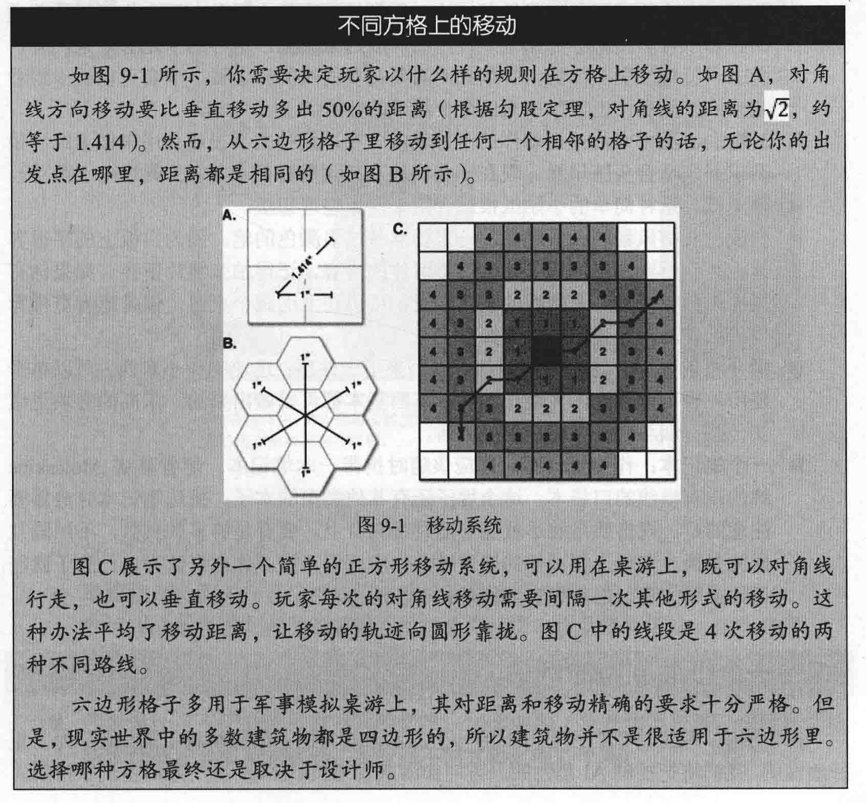 不同方格上的移动
如图 9-1 所示，你需要决定玩家以什么样的规则在方格上移动。如图 A，对角
线方向移动要比垂直移动多出 50%的距离（根据勾股定理，对角线的距离为√2，约
等于 1.414）。然而，从六边形格子里移动到任何一个相邻的格子的话，无论你的出
发点在哪里，距离都是相同的（如图 B 所示）。
A.
1.414"
1"
B.
1"
1" 1"
1" 1"
1"
C.
4 4 4 4 4
4 3 3 3 3 3 4
4 3 3 2 2 2 3 3 4
4 3 2 1 1 1 2 3 4
4 3 2 1 1 2 3 4
4 3 2 1 1 1 2 3 4
4 3 3 2 2 2 3 3 4
4 3 3 3 3 3 4
4 4 4 4 4
图 9-1 移动系统
图 C 展示了另外一个简单的正方形移动系统，可以用在桌游上，既可以对角线
行走，也可以垂直移动。玩家每次的对角线移动需要间隔一次其他形式的移动。这
种办法平均了移动距离，让移动的轨迹向圆形靠拢。图 C 中的线段是 4 次移动的两
种不同路线。
六边形格子多用于军事模拟桌游上，其对距离和移动精确的要求十分严格。但
是，现实世界中的多数建筑物都是四边形的，所以建筑物并不是很适用于六边形里。
选择哪种方格最终还是取决于设计师。